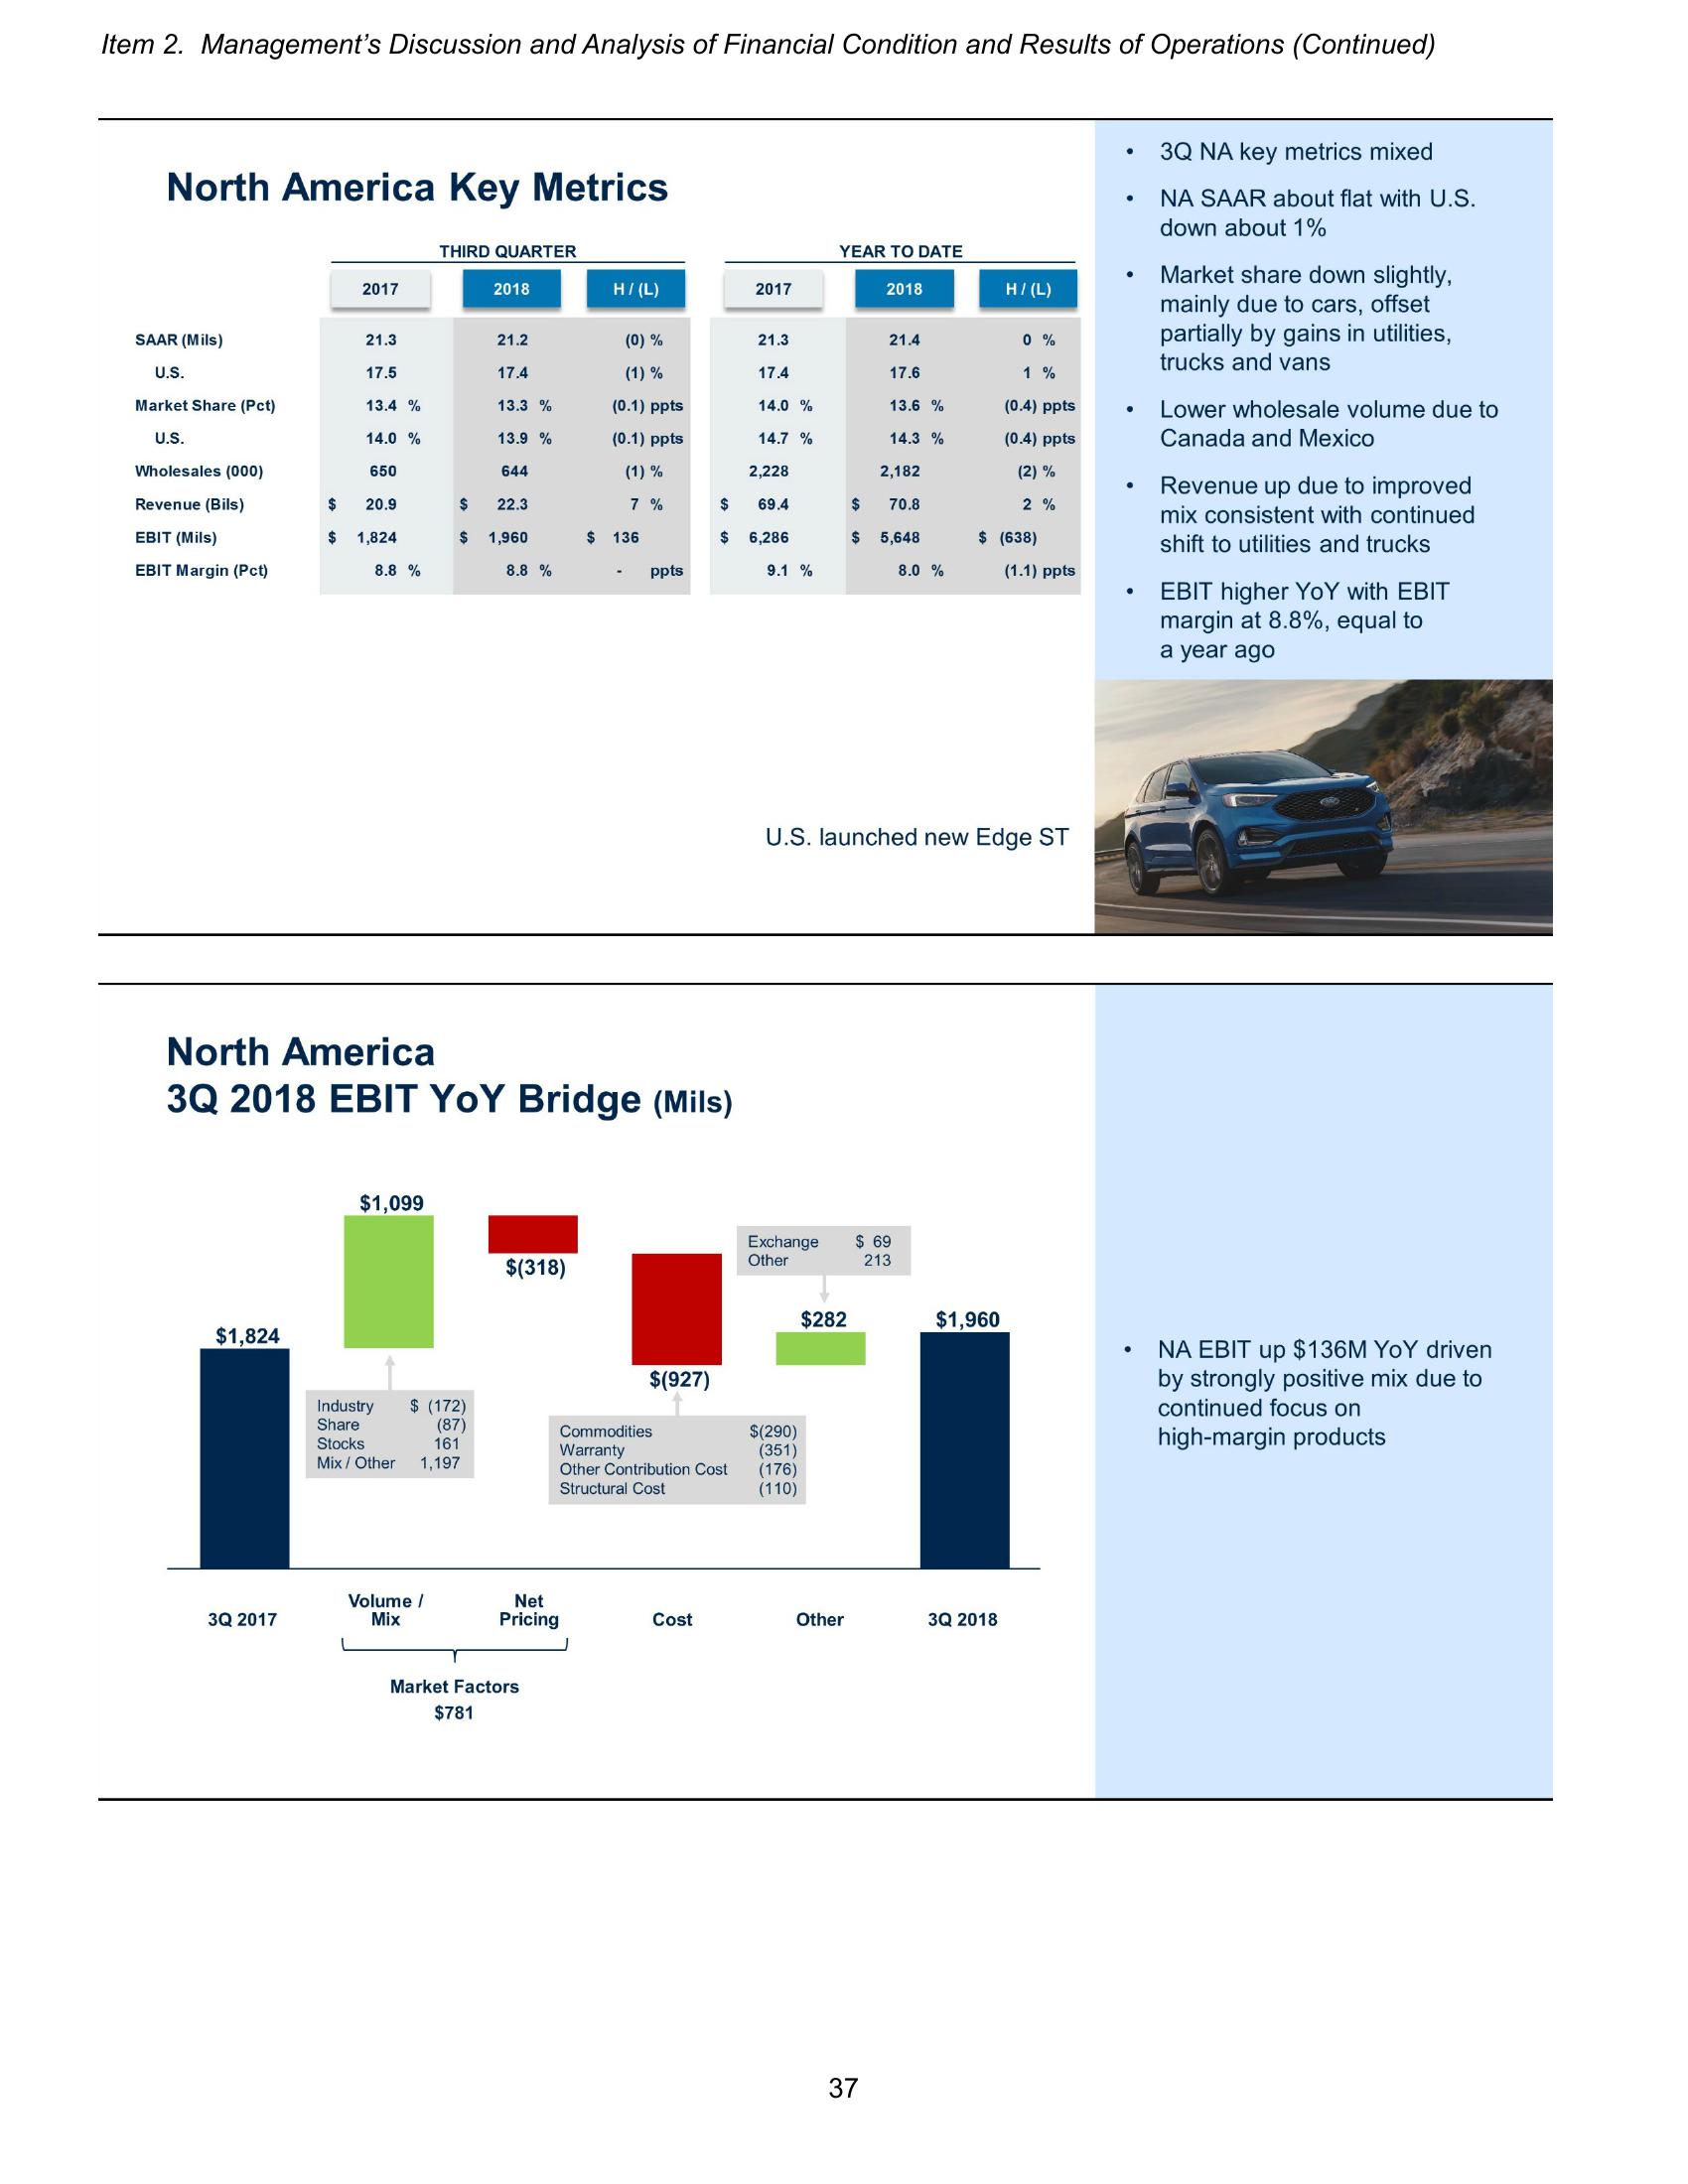 Item 2. Management’s Discussion and Analysis of Financial Condition and Results of Operations (Continued)
North America Key Metrics
THIRD QUARTER YEAR TO DATE
2017 2018 H / (L) 2017 2018 H / (L)
SAAR (Mils) 21.3 21.2 (0) % 21.3 21.4 0 %
U.S. 17.5 17.4 (1) % 17.4 17.6 1 %
Market Share (Pct) 13.4 % 13.3 % (0.1) ppts 14.0 % 13.6 % (0.4) ppts
U.S. 14.0 % 13.9 % (0.1) ppts 14.7 % 14.3 % (0.4) ppts
Wholesales (000) 650 644 (1) % 2,228 2,182 (2) %
Revenue (Bils) $ 20.9 $ 22.3 7 % $ 69.4 $ 70.8 2 %
EBIT (Mils) $ 1,824 $ 1,960 $ 136 $ 6,286 $ 5,648 $ (638)
EBIT Margin (Pct) 8.8 % 8.8 % - ppts 9.1 % 8.0 % (1.1) ppts
• 3Q NA key metrics mixed
• NA SAAR about flat with U.S.
down about 1%
• Market share down slightly,
mainly due to cars, offset
partially by gains in utilities,
trucks and vans
• Lower wholesale volume due to
Canada and Mexico
• Revenue up due to improved
mix consistent with continued
shift to utilities and trucks
• EBIT higher YoY with EBIT
margin at 8.8%, equal to
a year ago
U.S. launched new Edge ST
North America
3Q 2018 EBIT YoY Bridge (Mils)
$1,824
$1,099
$(318)
$(927)
$282
$1,960
Industry $ (172)
Share (87)
Stocks 161
Mix / Other 1,197
Commodities $(290)
Warranty (351)
Other Contribution Cost (176)
Structural Cost (110)
Exchange $ 69
Other 213
3Q 2017
Volume /
Mix
Net
Pricing
Cost
Other
3Q 2018
Market Factors
$781
• NA EBIT up $136M YoY driven
by strongly positive mix due to
continued focus on
high-margin products
37